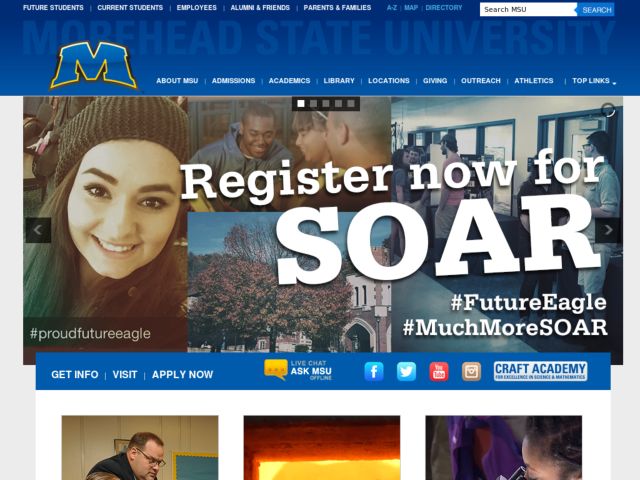 FUTURE STUDENTS | CURRENT STUDENTS | EMPLOYEES | ALUMNI & FRIENDS | PARENTS & FAMILIES A-Z | MAP | DIRECTORY Search MSU SEARCH
MOREHEAD STATE UNIVERSITY
M
ABOUT MSU | ADMISSIONS | ACADEMICS | LIBRARY | LOCATIONS | GIVING | OUTREACH | ATHLETICS | TOP LINKS
Register now for
SOAR
#FutureEagle
#MuchMoreSOAR
#proudfutureeagle
GET INFO | VISIT | APPLY NOW
LIVE CHAT
ASK MSU
OFFLINE
f
You
Tube
CRAFT ACADEMY
FOR EXCELLENCE IN SCIENCE & MATHEMATICS